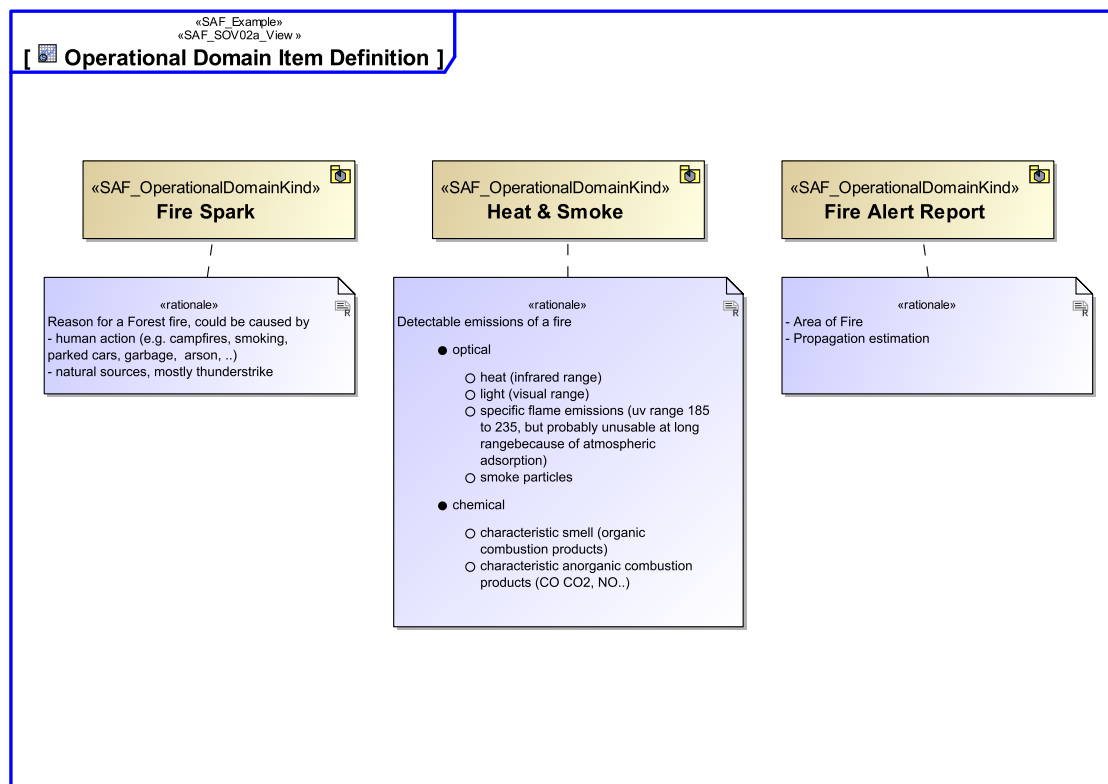 «SAF_Example»
«SAF_SOV02a_View »
[ Operational Domain Item Definition ]
«SAF_OperationalDomainKind»
Fire Spark
«SAF_OperationalDomainKind»
Heat & Smoke
«SAF_OperationalDomainKind»
Fire Alert Report
«rationale»
R
Reason for a Forest fire, could be caused by
- human action (e.g. campfires, smoking,
parked cars, garbage,  arson, ..)
- natural sources, mostly thunderstrike
«rationale»
R
Detectable emissions of a fire
● optical
○ heat (infrared range)
○ light (visual range)
○ specific flame emissions (uv range 185
to 235, but probably unusable at long
rangebecause of atmospheric
adsorption)
○ smoke particles
● chemical
○ characteristic smell (organic
combustion products)
○ characteristic anorganic combustion
products (CO CO2, NO..)
«rationale»
R
- Area of Fire
- Propagation estimation